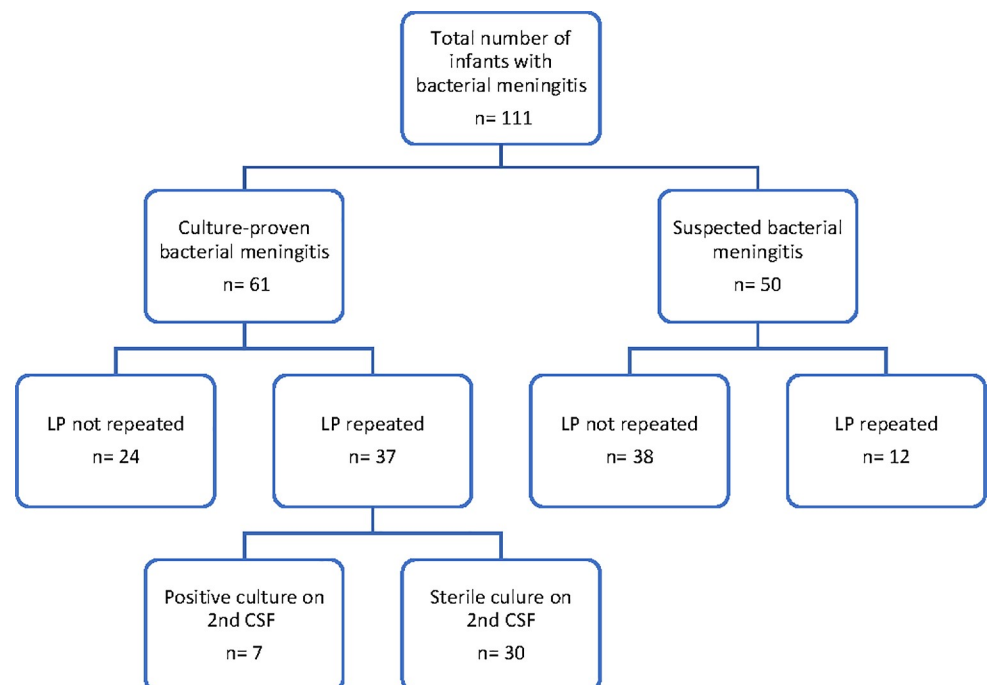 Total number of
infants with
bacterial meningitis
n= 111
Culture-proven
bacterial meningitis
n= 61
Suspected bacterial
meningitis
n= 50
LP not repeated
n= 24
LP repeated
n= 37
LP not repeated
n= 38
LP repeated
n= 12
Positive culture on
2nd CSF
n= 7
Sterile culure on
2nd CSF
n= 30